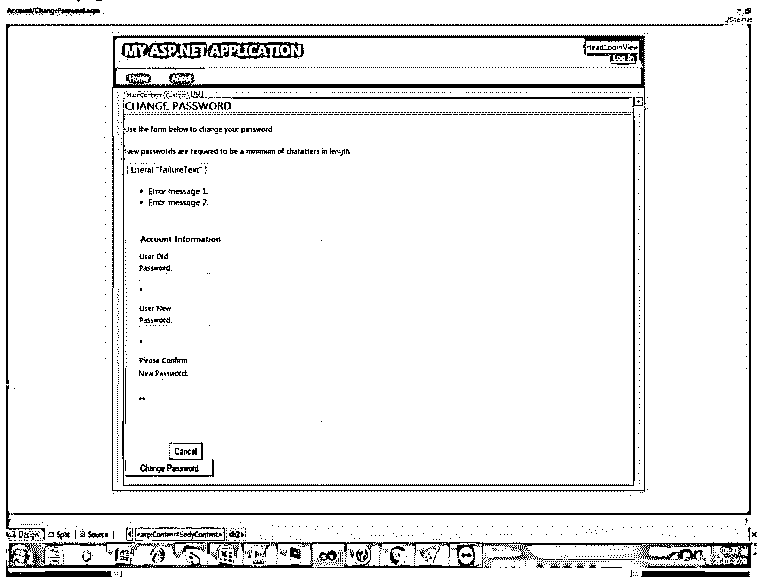 Account/ChangePassword.aspx
MY ASP.NET APPLICATION
HeadLoginView
Log In
Home About
CHANGE PASSWORD
Use the form below to change your password.
New passwords are required to be a minimum of characters in length.
[ Literal "FailureText" ]
• Error message 1.
• Error message 2.
Account Information
User Old
Password:
*
User New
Password:
*
Please Confirm
New Password:
**
Cancel
Change Password
Design Split Source <asp:Content#BodyContent> <h2>